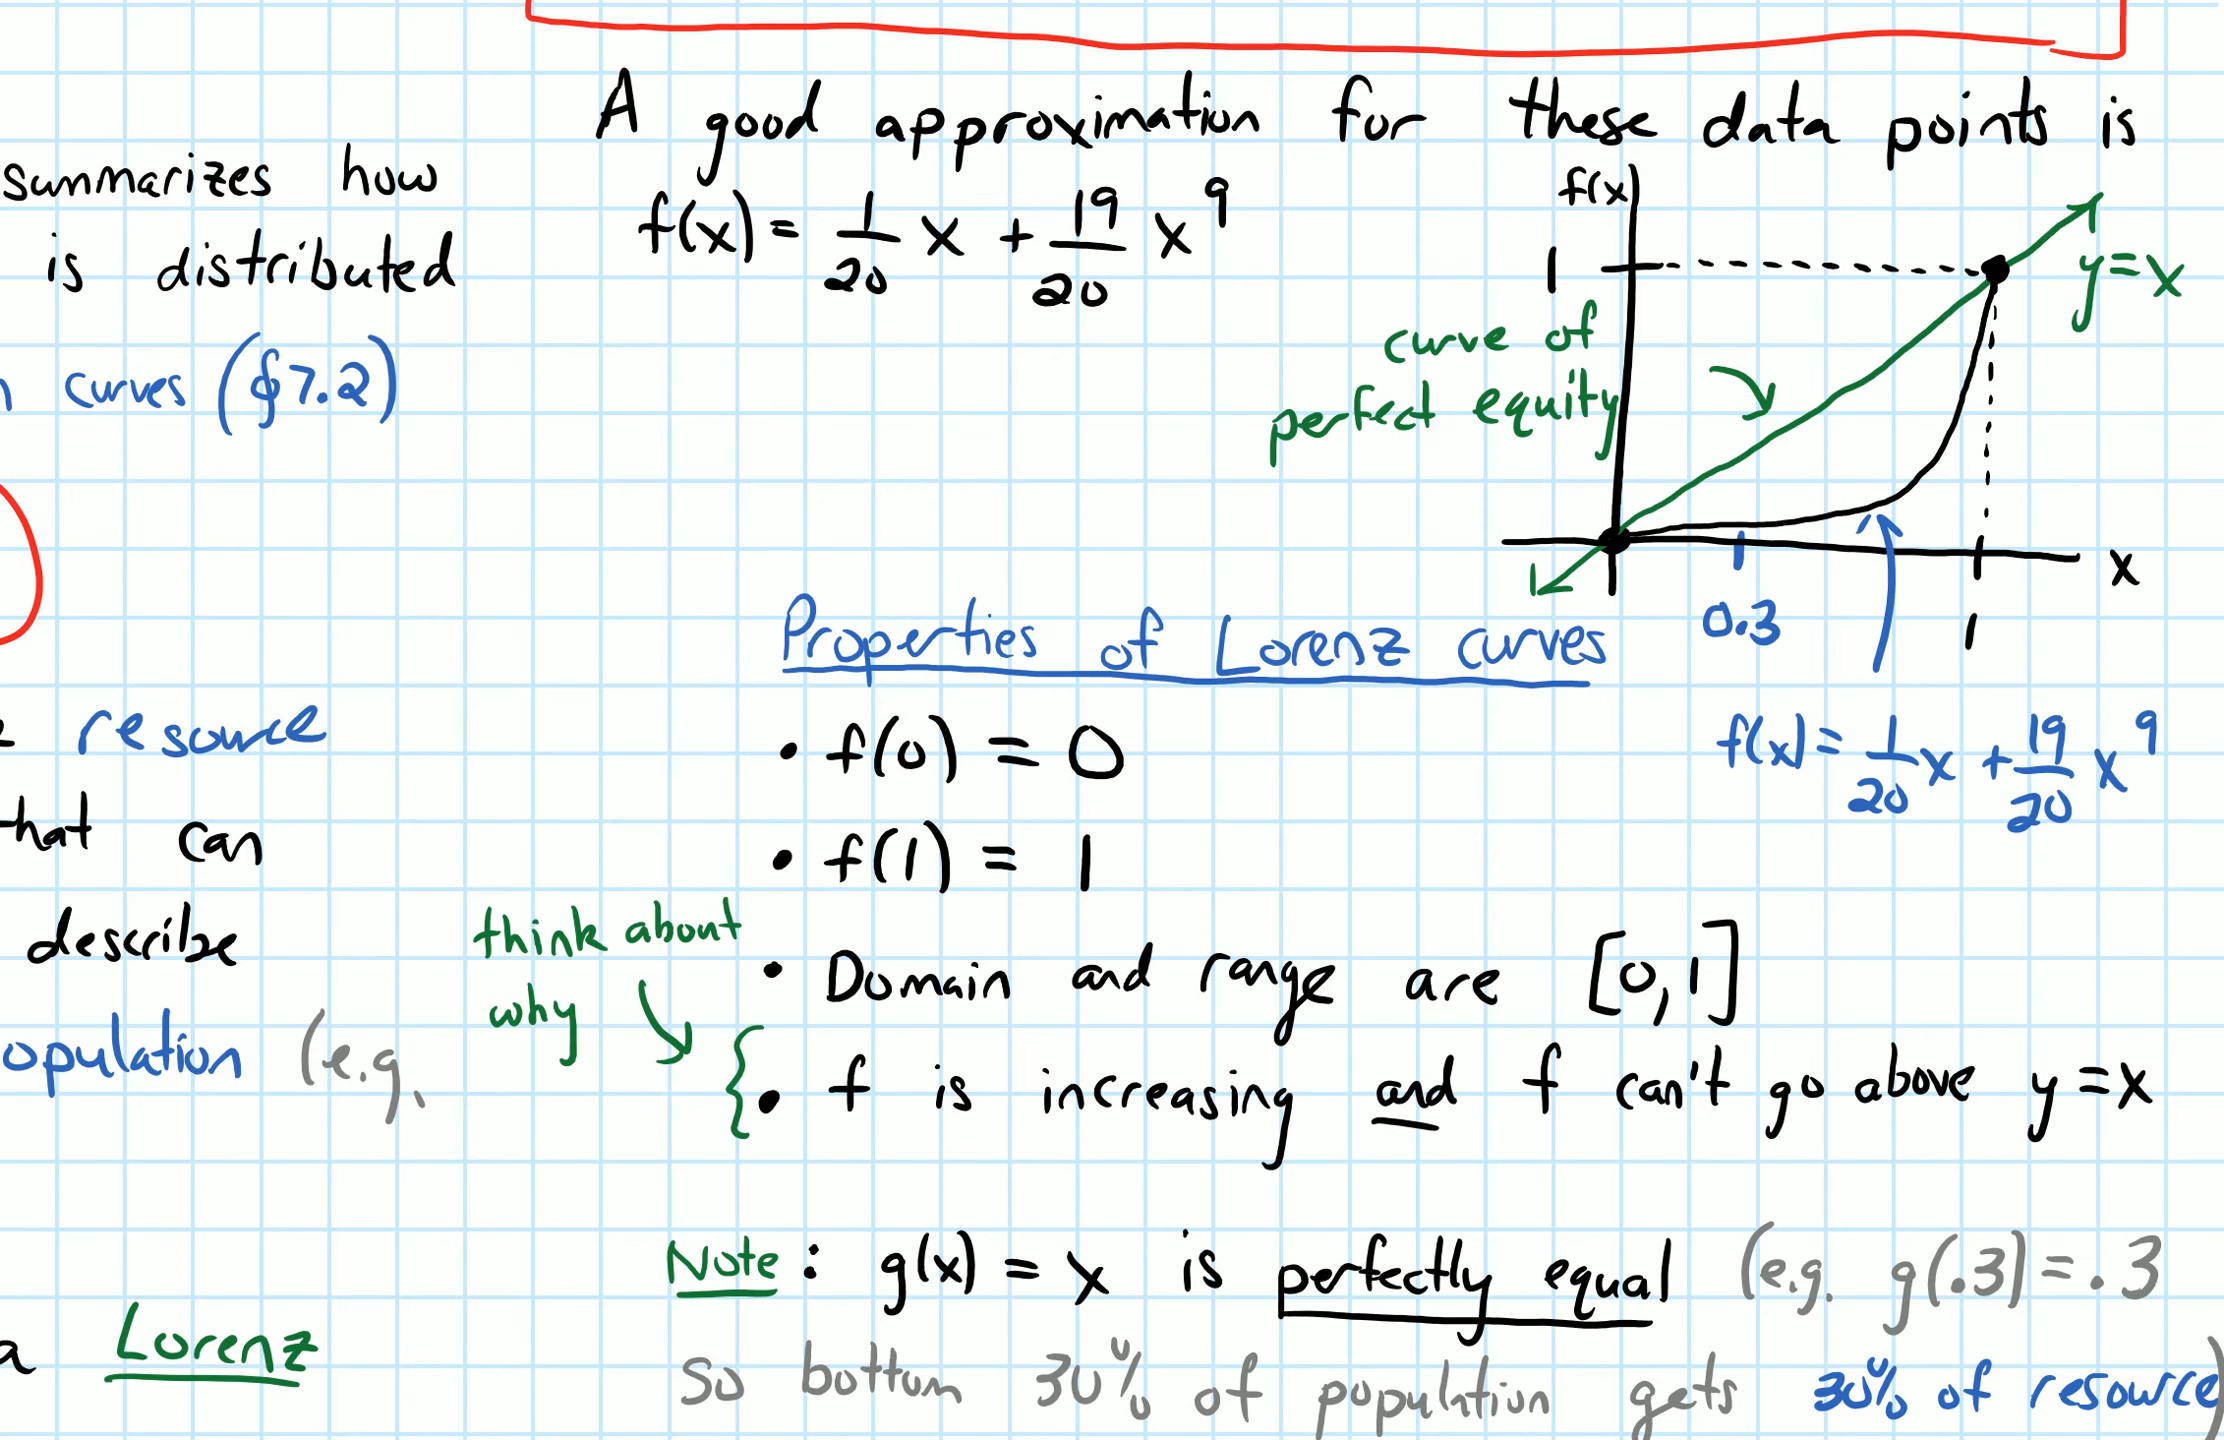 summarizes how
is distributed
curves (§7.2)
resource
that can
describe
opulation (e.g.
a Lorenz
A good approximation for these data points is
f(x) = 1/20 x + 19/20 x^9
f(x)
1
y = x
curve of
perfect equity
0.3
1
x
f(x) = 1/20 x + 19/20 x^9
Properties of Lorenz curves
• f(0) = 0
• f(1) = 1
think about
why
• Domain and range are [0,1]
• f is increasing and f can't go above y = x
Note: g(x) = x is perfectly equal (e.g. g(.3) = .3
so bottom 30% of population gets 30% of resource)